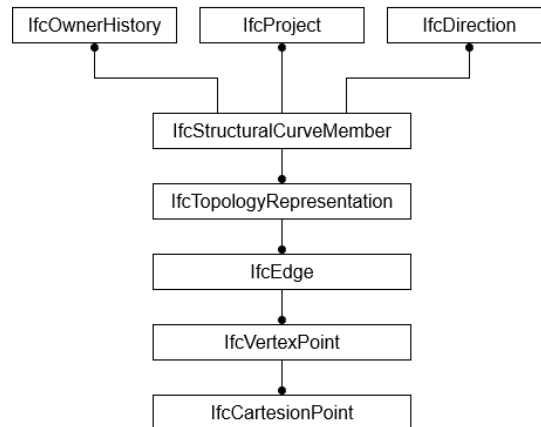 IfcOwnerHistory
IfcProject
IfcDirection
IfcStructuralCurveMember
IfcTopologyRepresentation
IfcEdge
IfcVertexPoint
IfcCartesionPoint